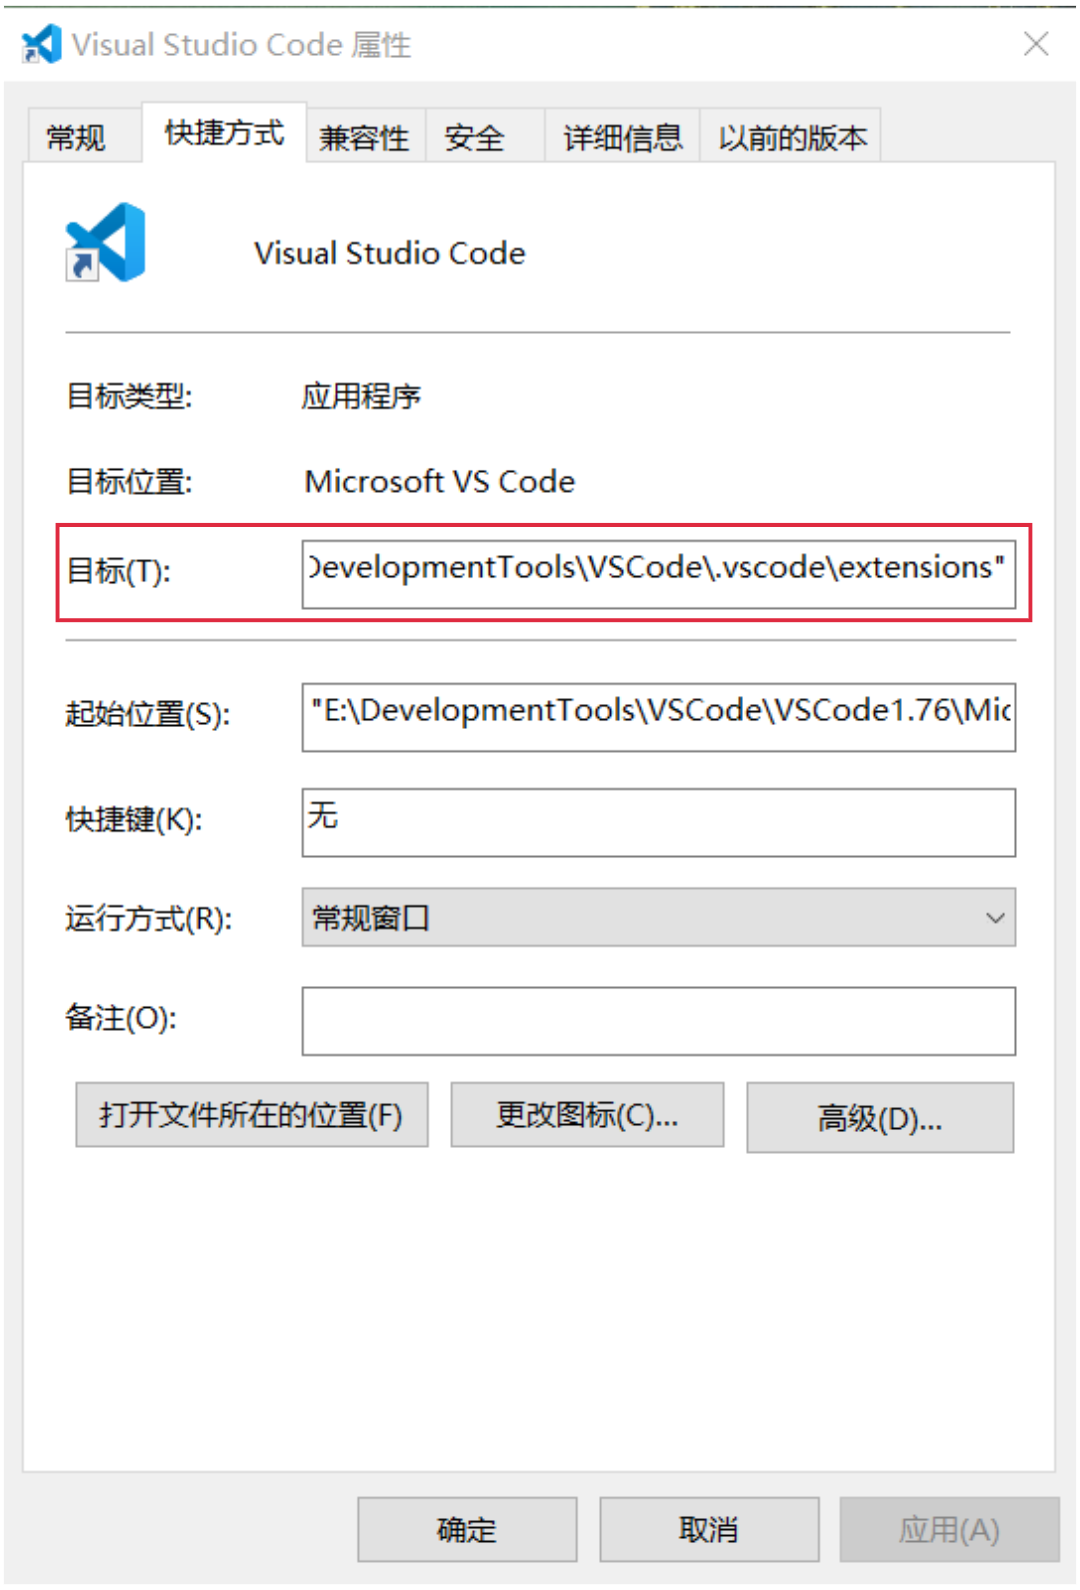 Visual Studio Code 属性
常规 快捷方式 兼容性 安全 详细信息 以前的版本
Visual Studio Code
目标类型: 应用程序
目标位置: Microsoft VS Code
目标(T): DevelopmentTools\VSCode\.vscode\extensions"
起始位置(S): "E:\DevelopmentTools\VSCode\VSCode1.76\Mic
快捷键(K): 无
运行方式(R): 常规窗口
备注(O):
打开文件所在的位置(F) 更改图标(C)... 高级(D)...
确定 取消 应用(A)